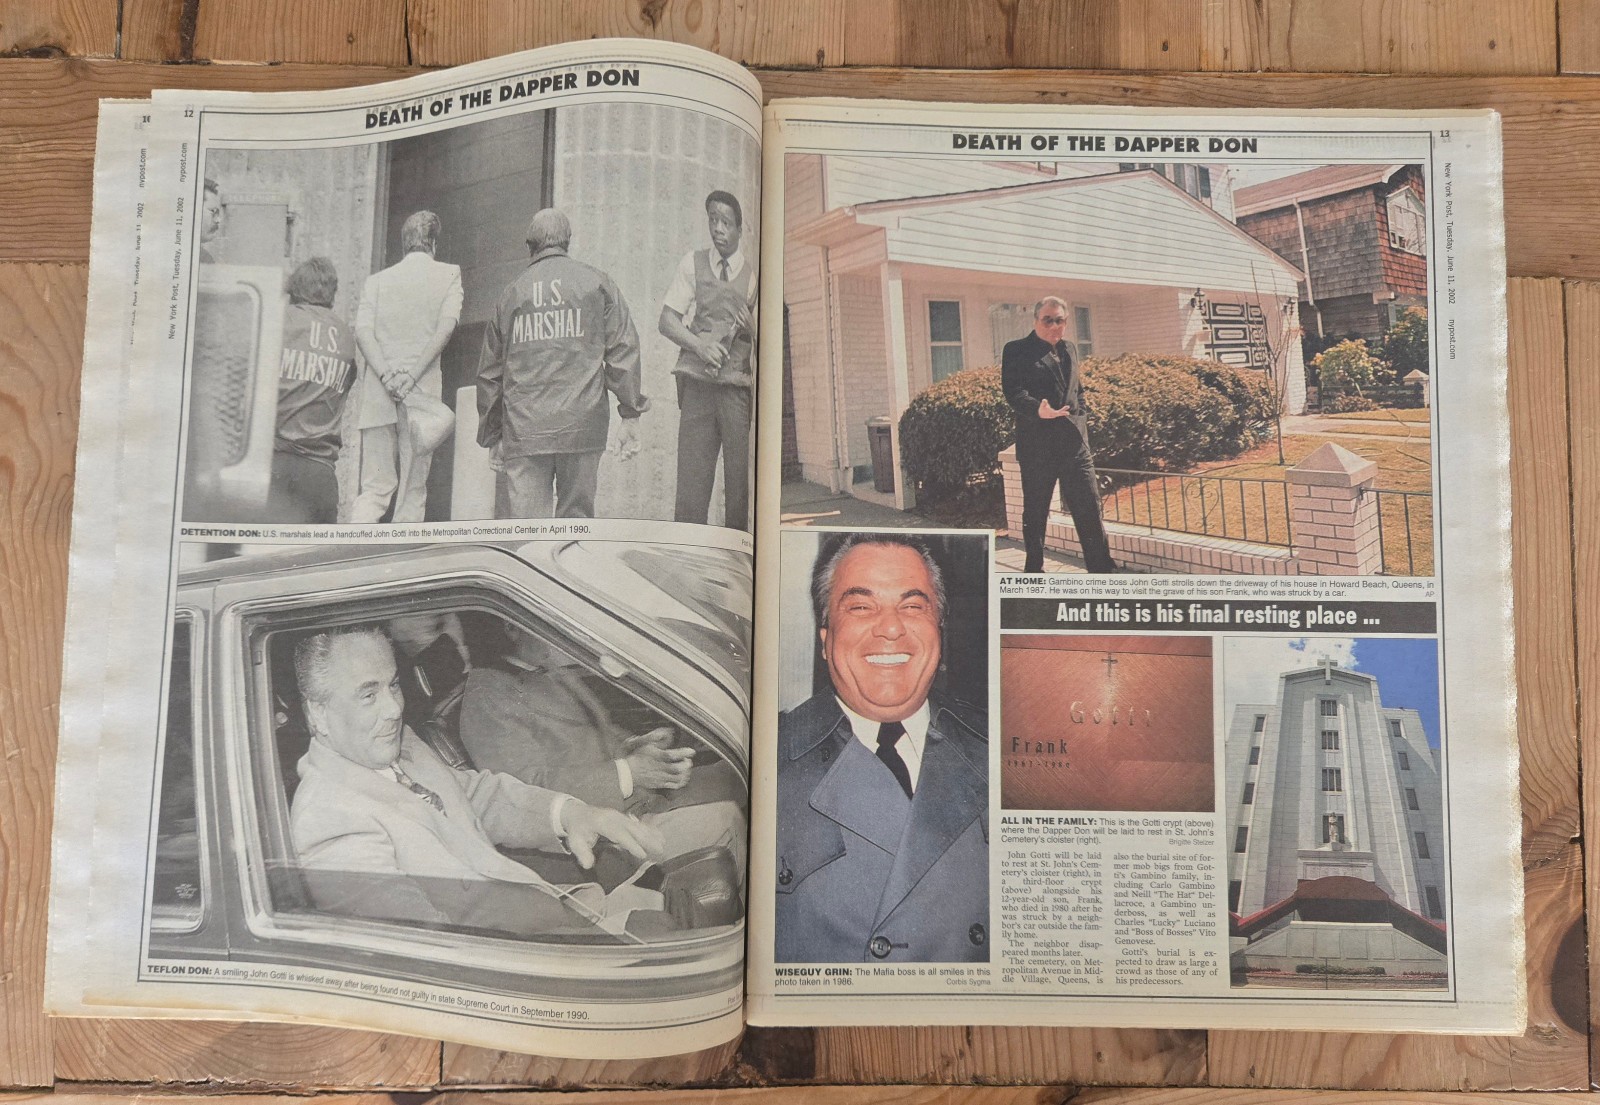 12
DEATH OF THE DAPPER DON
New York Post, Tuesday, June 11, 2002 nypost.com
nypost.com
U.S.
MARSHAL
U.S.
MARSHAL
DETENTION DON: U.S. marshals lead a handcuffed John Gotti into the Metropolitan Correctional Center in April 1990.
TEFLON DON: A smiling John Gotti is whisked away after being found not guilty in state Supreme Court in September 1990.
13
DEATH OF THE DAPPER DON
New York Post, Tuesday, June 11, 2002 nypost.com
AT HOME: Gambino crime boss John Gotti strolls down the driveway of his house in Howard Beach, Queens, in
March 1987. He was on his way to visit the grave of his son Frank, who was struck by a car.
AP
WISEGUY GRIN: The Mafia boss is all smiles in this
photo taken in 1986.
Corbis Sygma
And this is his final resting place ...
Gotti
Frank
ALL IN THE FAMILY: This is the Gotti crypt (above)
where the Dapper Don will be laid to rest in St. John's
Cemetery's cloister (right).
Brigitte Stelzer
John Gotti will be laid
to rest at St. John's Cem-
etery's cloister (right), in
a third-floor crypt
(above) alongside his
12-year-old son, Frank,
who died in 1980 after he
was struck by a neigh-
bor's car outside the fam-
ily home.
The neighbor disap-
peared months later.
The cemetery, on Met-
ropolitan Avenue in Mid-
dle Village, Queens, is
also the burial site of for-
mer mob bigs from Got-
ti's Gambino family, in-
cluding Carlo Gambino
and Neill "The Hat" Del-
lacroce, a Gambino un-
derboss, as well as
Charles "Lucky" Luciano
and "Boss of Bosses" Vito
Genovese.
Gotti's burial is ex-
pected to draw as large a
crowd as those of any of
his predecessors.